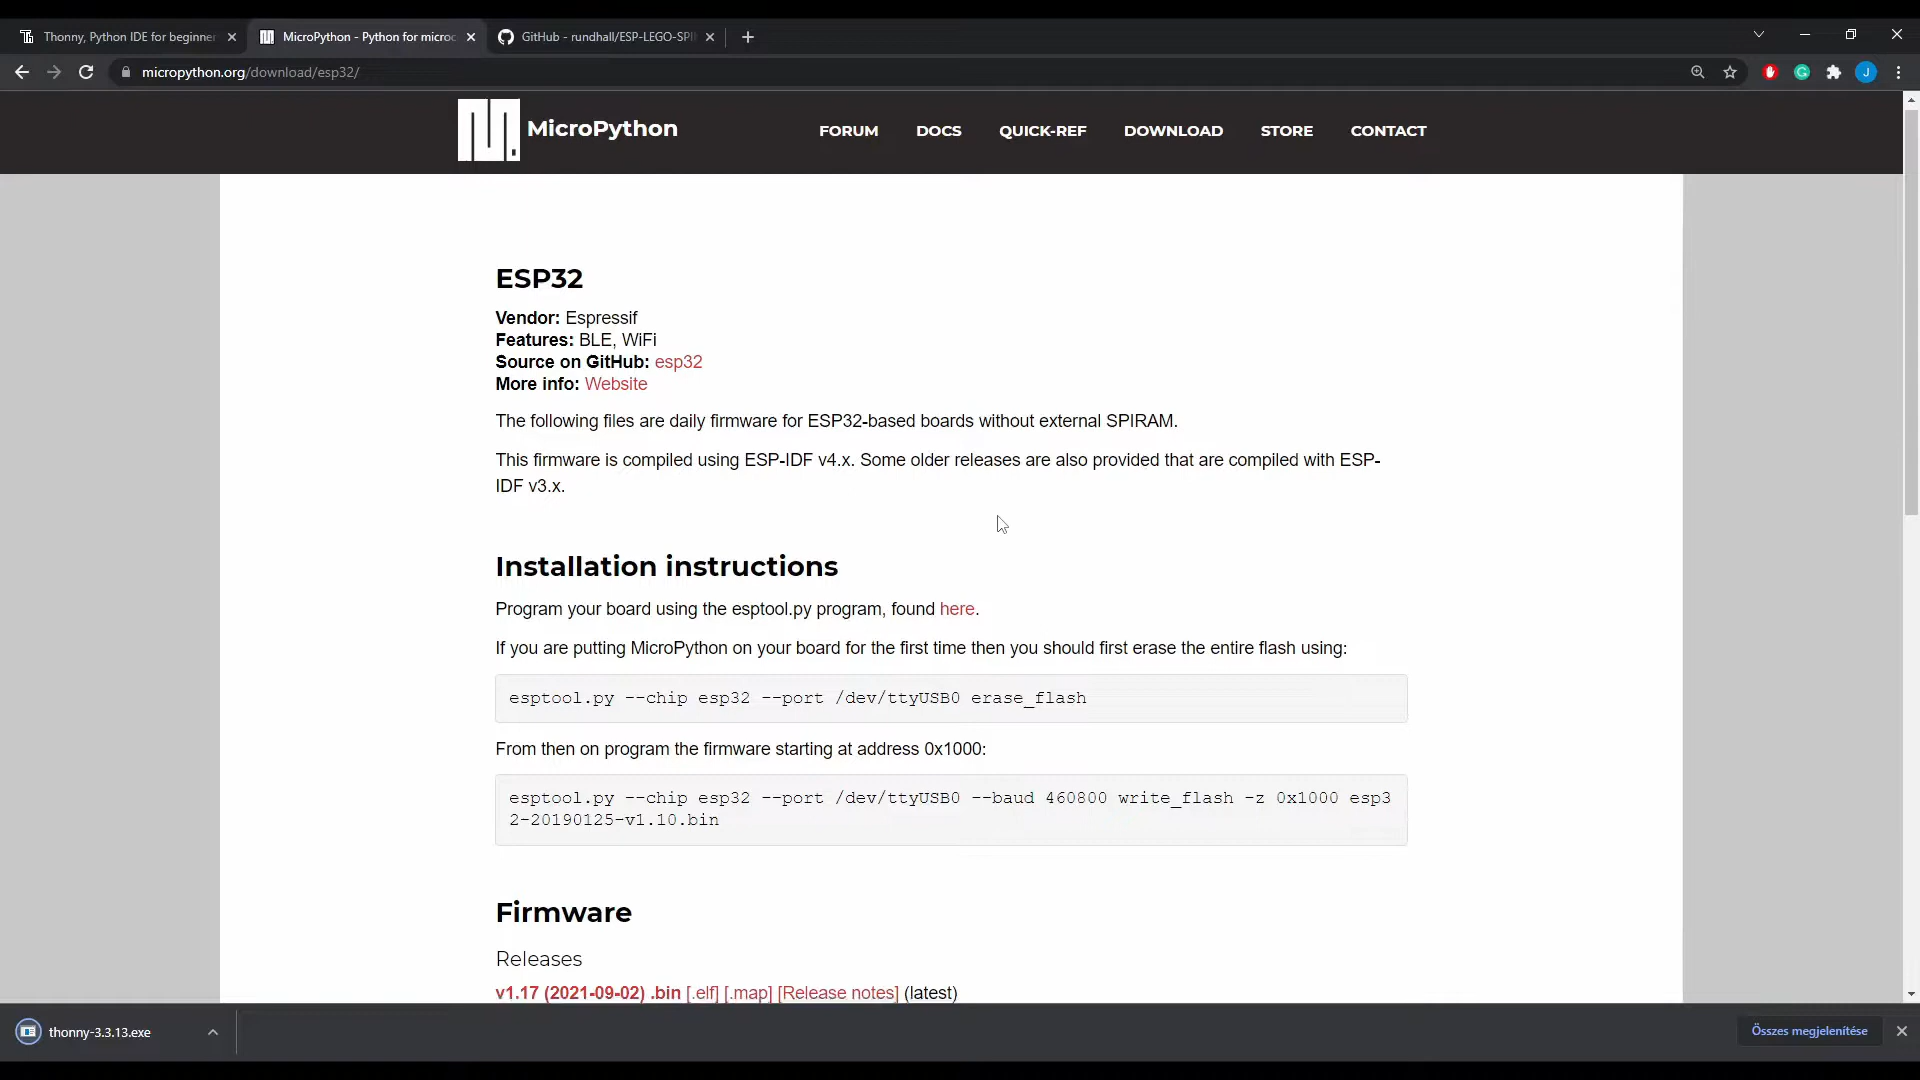 Thonny, Python IDE for beginner
MicroPython - Python for microc
GitHub - rundhall/ESP-LEGO-SPI
micropython.org/download/esp32/
J
MicroPython
FORUM
DOCS
QUICK-REF
DOWNLOAD
STORE
CONTACT
ESP32
Vendor: Espressif
Features: BLE, WiFi
Source on GitHub: esp32
More info: Website
The following files are daily firmware for ESP32-based boards without external SPIRAM.
This firmware is compiled using ESP-IDF v4.x. Some older releases are also provided that are compiled with ESP-
IDF v3.x.
Installation instructions
Program your board using the esptool.py program, found here.
If you are putting MicroPython on your board for the first time then you should first erase the entire flash using:
esptool.py --chip esp32 --port /dev/ttyUSB0 erase_flash
From then on program the firmware starting at address 0x1000:
esptool.py --chip esp32 --port /dev/ttyUSB0 --baud 460800 write_flash -z 0x1000 esp3
2-20190125-v1.10.bin
Firmware
Releases
v1.17 (2021-09-02) .bin [.elf] [.map] [Release notes] (latest)
thonny-3.3.13.exe
Összes megjelenítése